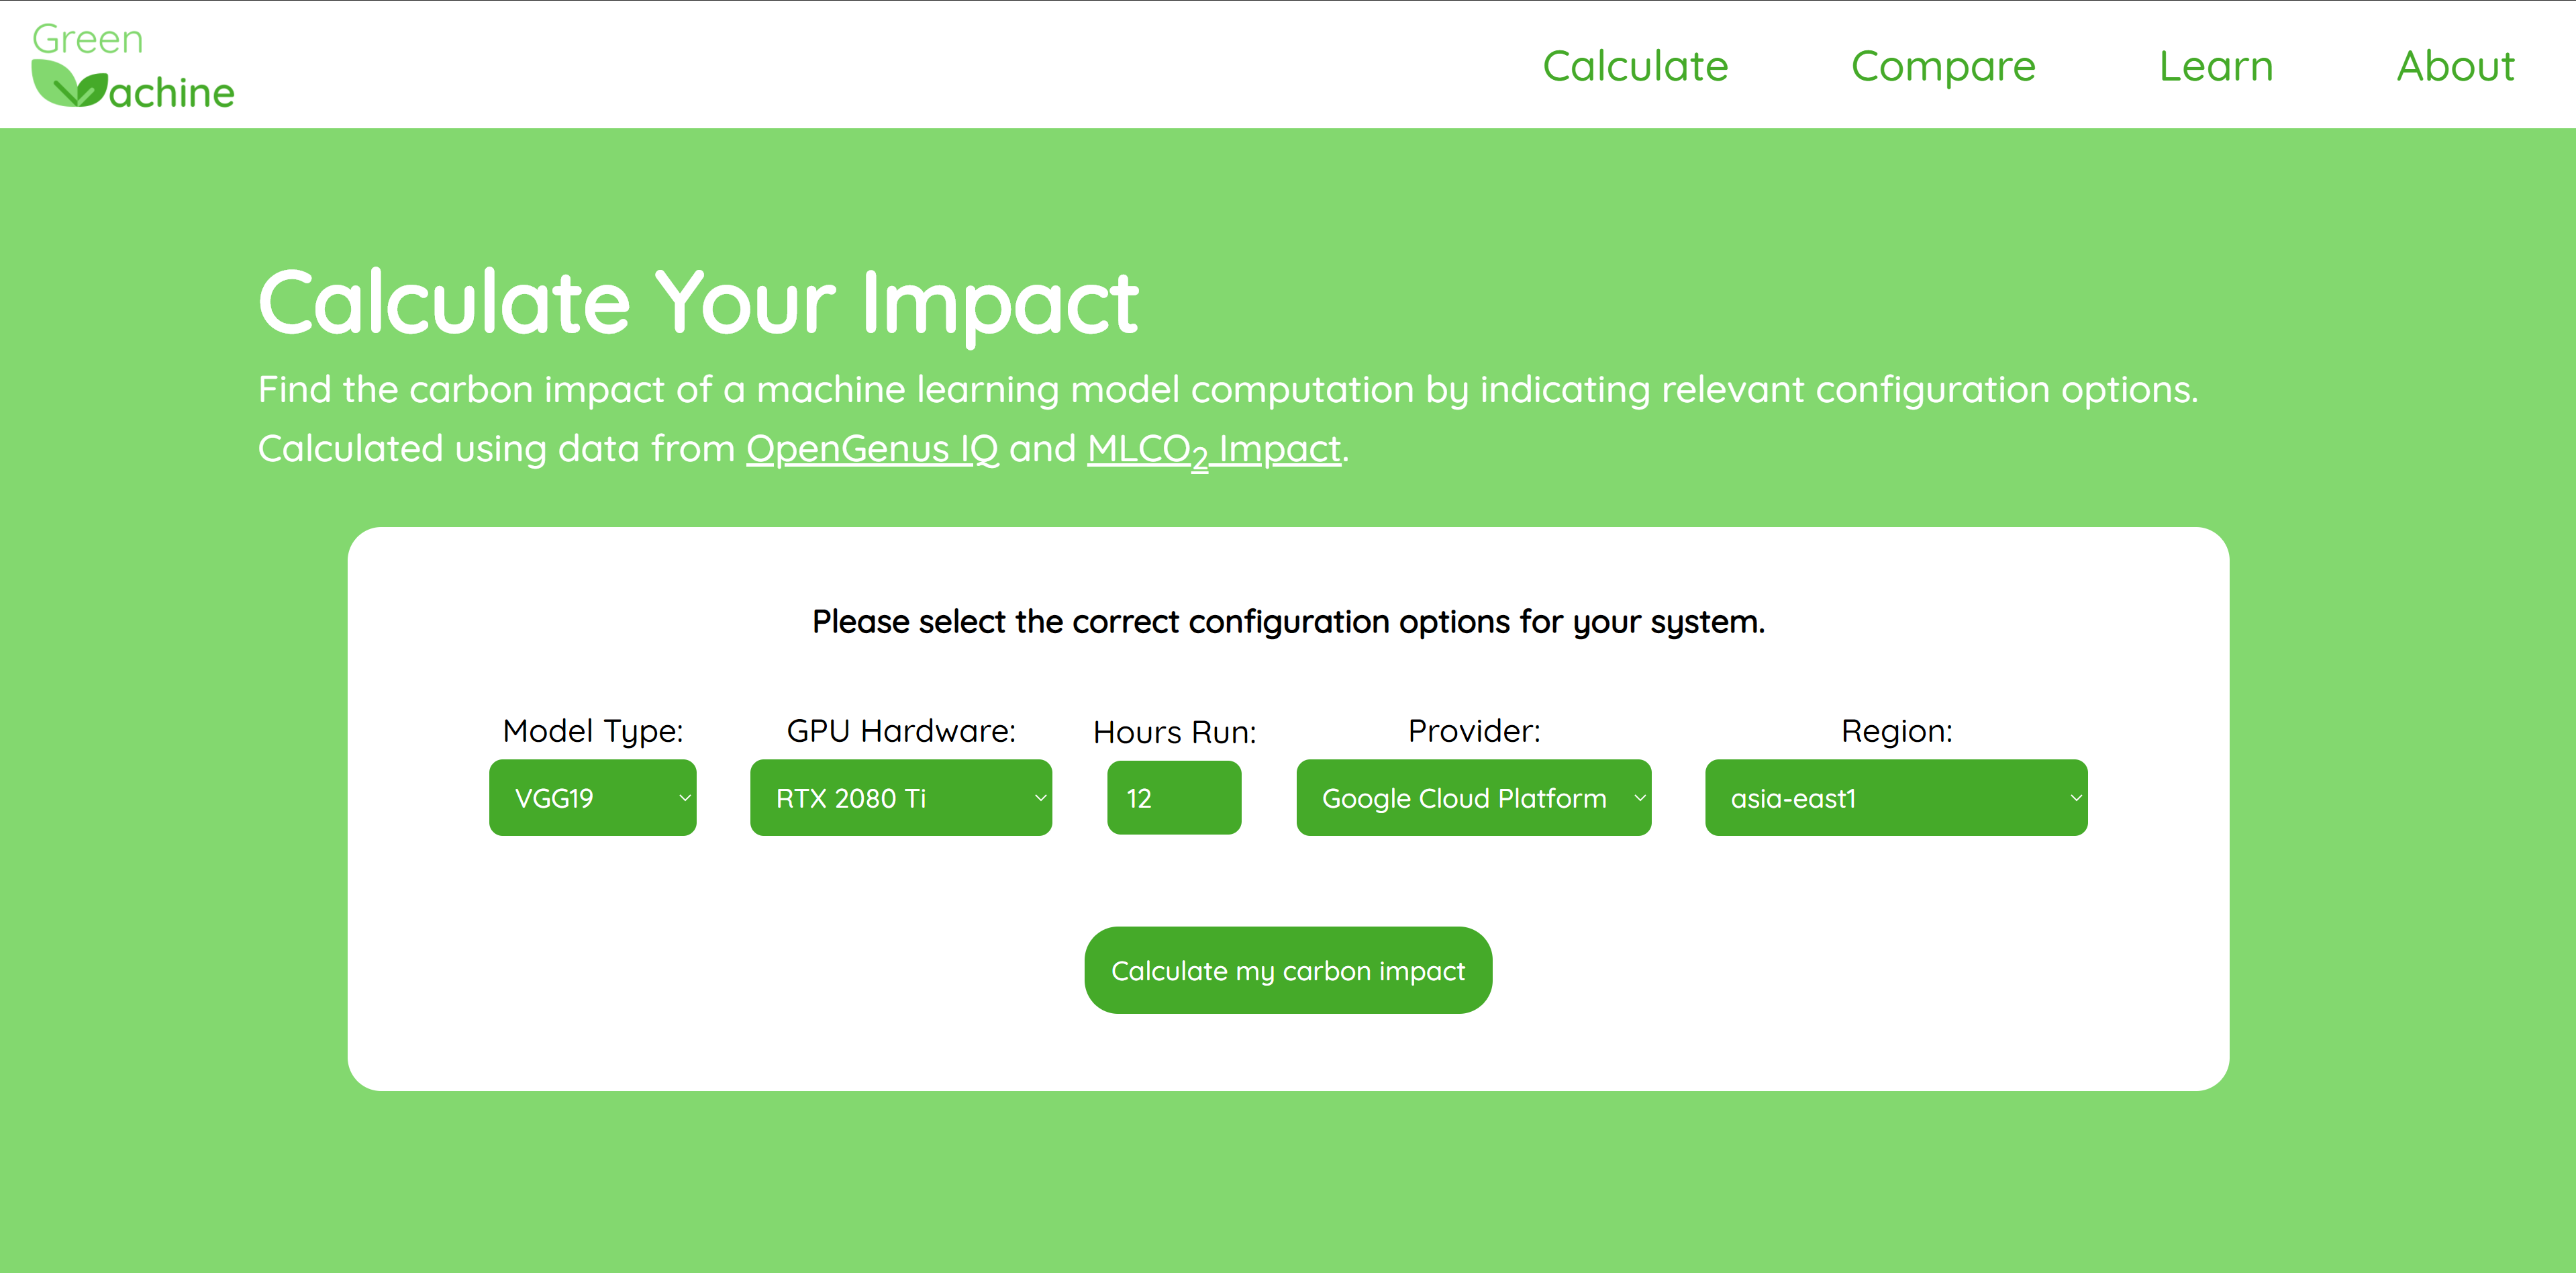 Green
achine
Calculate
Compare
Learn
About
Calculate Your Impact
Find the carbon impact of a machine learning model computation by indicating relevant configuration options.
Calculated using data from OpenGenus IQ and MLCO₂ Impact.
Please select the correct configuration options for your system.
Model Type:
VGG19
GPU Hardware:
RTX 2080 Ti
Hours Run:
12
Provider:
Google Cloud Platform
Region:
asia-east1
Calculate my carbon impact